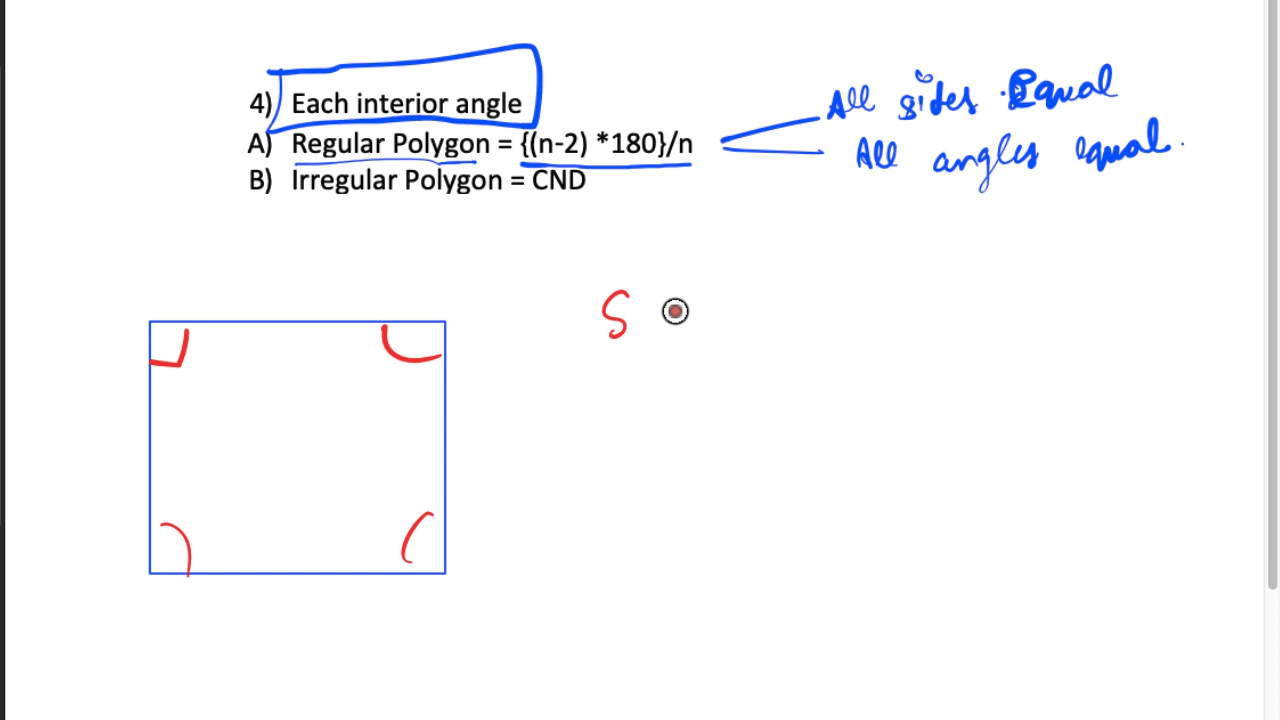 4) Each interior angle
A) Regular Polygon = {(n-2) *180}/n
B) Irregular Polygon = CND
All sides Equal
All angles equal.
S